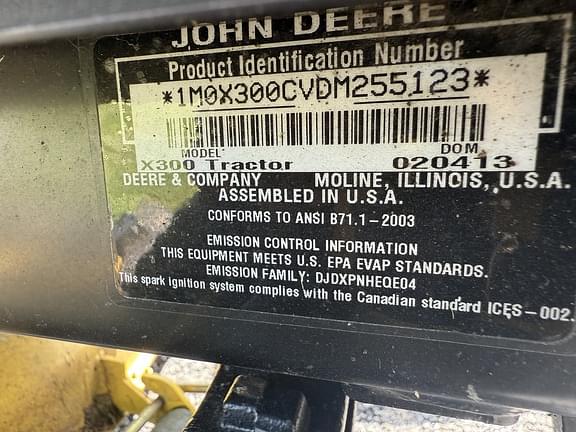 JOHN DEERE
Product Identification Number
*1M0X300CVDM255123*
MODEL DOM
X300 Tractor 020413
DEERE & COMPANY MOLINE, ILLINOIS, U.S.A.
ASSEMBLED IN U.S.A.
CONFORMS TO ANSI B71.1-2003
EMISSION CONTROL INFORMATION
THIS EQUIPMENT MEETS U.S. EPA EVAP STANDARDS.
EMISSION FAMILY: DJDXPNHEQE04
This spark ignition system complies with the Canadian standard ICES-002.